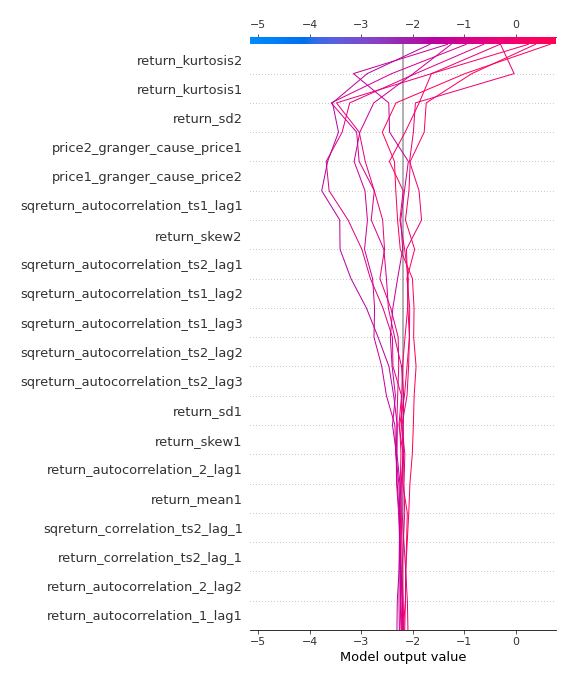 −5 −4 −3 −2 −1 0
return_kurtosis2
return_kurtosis1
return_sd2
price2_granger_cause_price1
price1_granger_cause_price2
sqreturn_autocorrelation_ts1_lag1
return_skew2
sqreturn_autocorrelation_ts2_lag1
sqreturn_autocorrelation_ts1_lag2
sqreturn_autocorrelation_ts1_lag3
sqreturn_autocorrelation_ts2_lag2
sqreturn_autocorrelation_ts2_lag3
return_sd1
return_skew1
return_autocorrelation_2_lag1
return_mean1
sqreturn_correlation_ts2_lag_1
return_correlation_ts2_lag_1
return_autocorrelation_2_lag2
return_autocorrelation_1_lag1
−5 −4 −3 −2 −1 0
Model output value